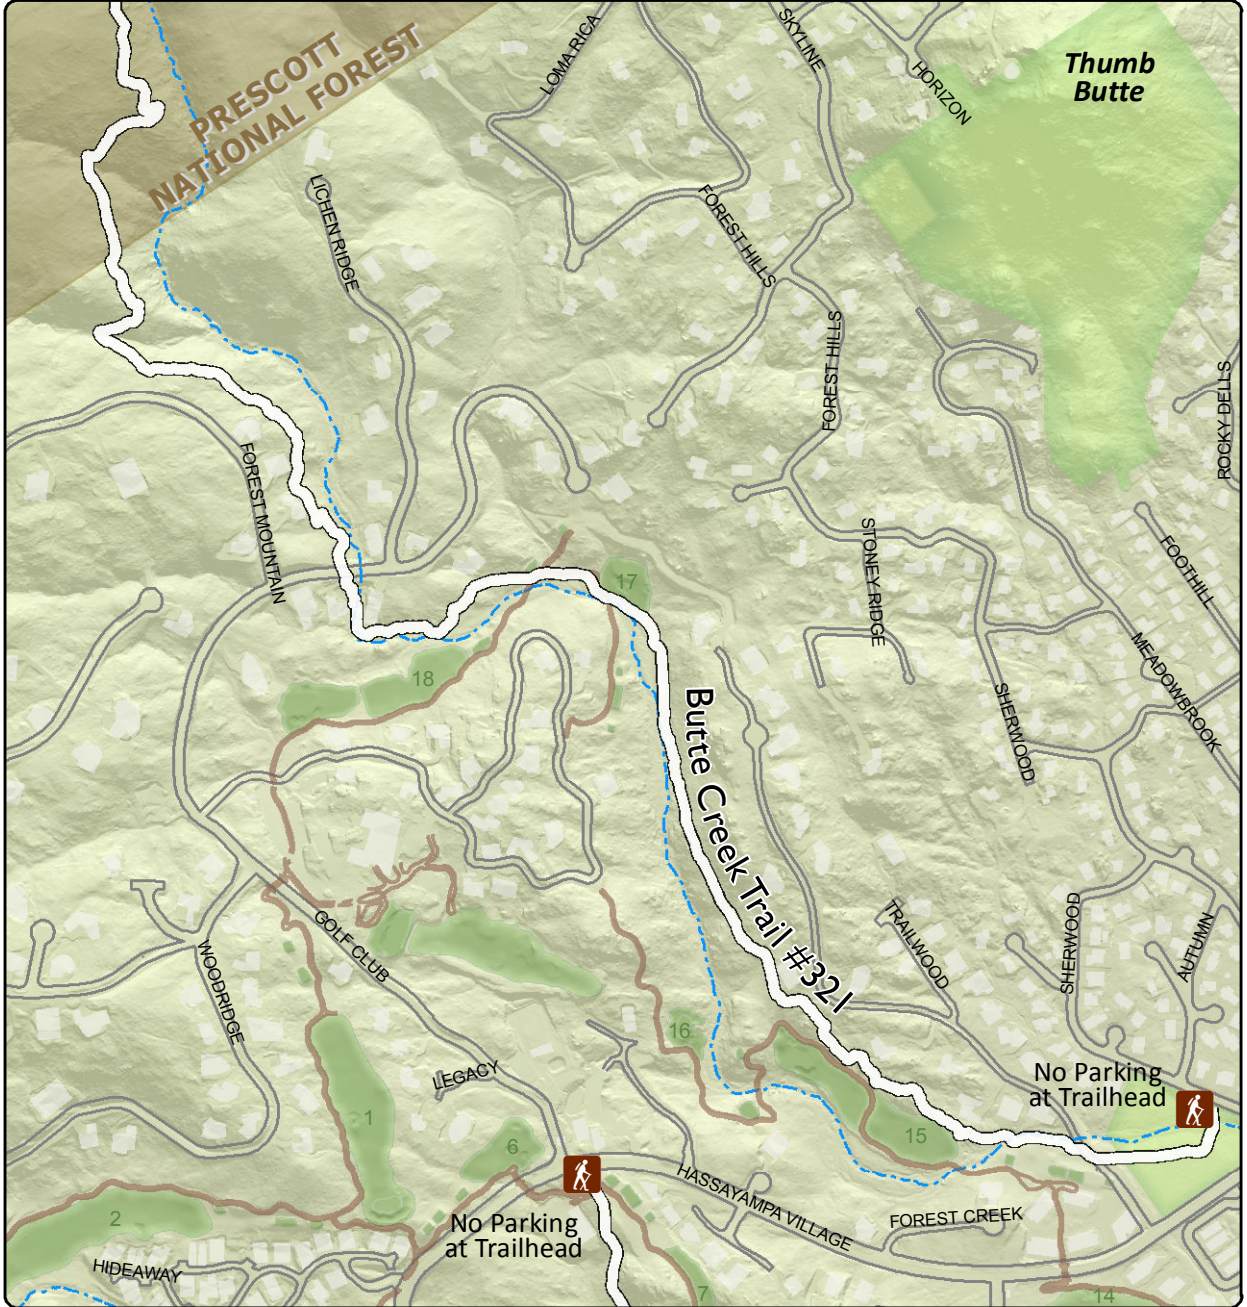 PRESCOTT
NATIONAL FOREST
LOMA RICA
SKYLINE
HORIZON
Thumb
Butte
LICHEN RIDGE
FOREST HILLS
FOREST HILLS
ROCKY DELLS
FOREST MOUNTAIN
STONEY RIDGE
FOOTHILL
17
18
MEADOWBROOK
SHERWOOD
Butte Creek Trail #321
GOLF CLUB
TRAILWOOD
SHERWOOD
AUTUMN
WOODRIDGE
16
LEGACY
No Parking
at Trailhead
1
15
6
HASSAYAMPA VILLAGE
2
No Parking
at Trailhead
FOREST CREEK
HIDEAWAY
7
14